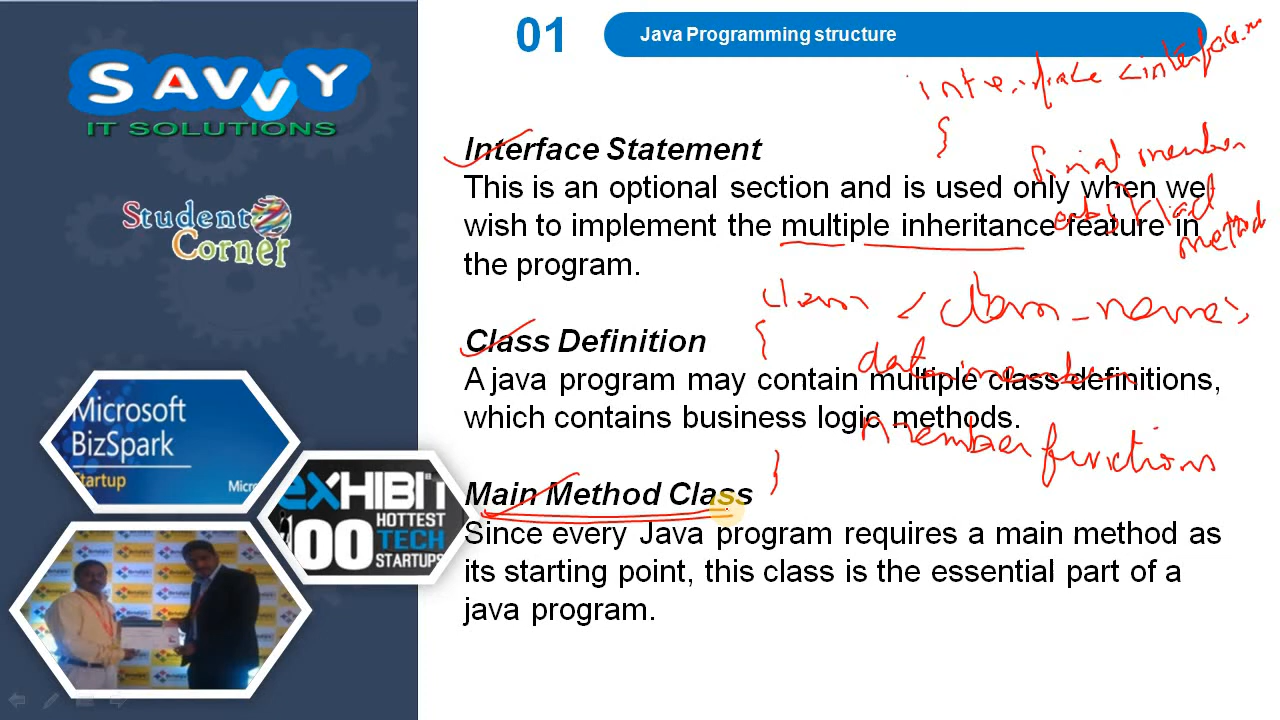 SAVVY
IT SOLUTIONS
Student
Corner
Microsoft
BizSpark
Startup
Micro
eXHIBIT
100
HOTTEST
TECH
STARTUPS
01
Java Programming structure
interface <interface
{
Interface Statement
final member
This is an optional section and is used only when we
wish to implement the multiple inheritance feature in
method
the program.
class <class_name>
{
Class Definition
data member
A java program may contain multiple class definitions,
which contains business logic methods.
member functions
}
Main Method Class
Since every Java program requires a main method as
its starting point, this class is the essential part of a
java program.